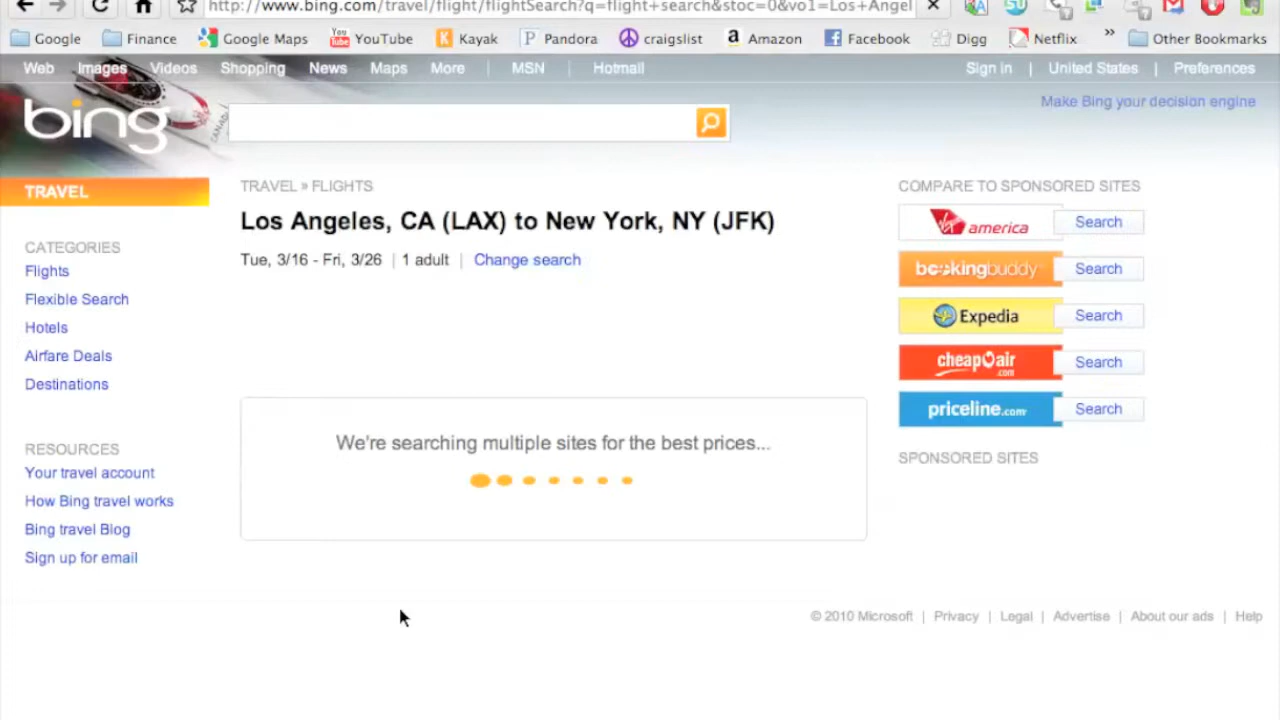 http://www.bing.com/travel/flight/flightSearch?q=flight+search&stoc=0&vo1=Los+Angel
Google Finance Google Maps YouTube Kayak Pandora craigslist Amazon Facebook Digg Netflix » Other Bookmarks
Web Images Videos Shopping News Maps More | MSN | Hotmail Sign in | United States | Preferences
Make Bing your decision engine
bing
TRAVEL
TRAVEL » FLIGHTS
Los Angeles, CA (LAX) to New York, NY (JFK)
Tue, 3/16 - Fri, 3/26 | 1 adult | Change search
CATEGORIES
Flights
Flexible Search
Hotels
Airfare Deals
Destinations
RESOURCES
Your travel account
How Bing travel works
Bing travel Blog
Sign up for email
We're searching multiple sites for the best prices...
COMPARE TO SPONSORED SITES
Virgin america Search
bookingbuddy Search
Expedia Search
cheapOair.com Search
priceline.com Search
SPONSORED SITES
© 2010 Microsoft | Privacy | Legal | Advertise | About our ads | Help